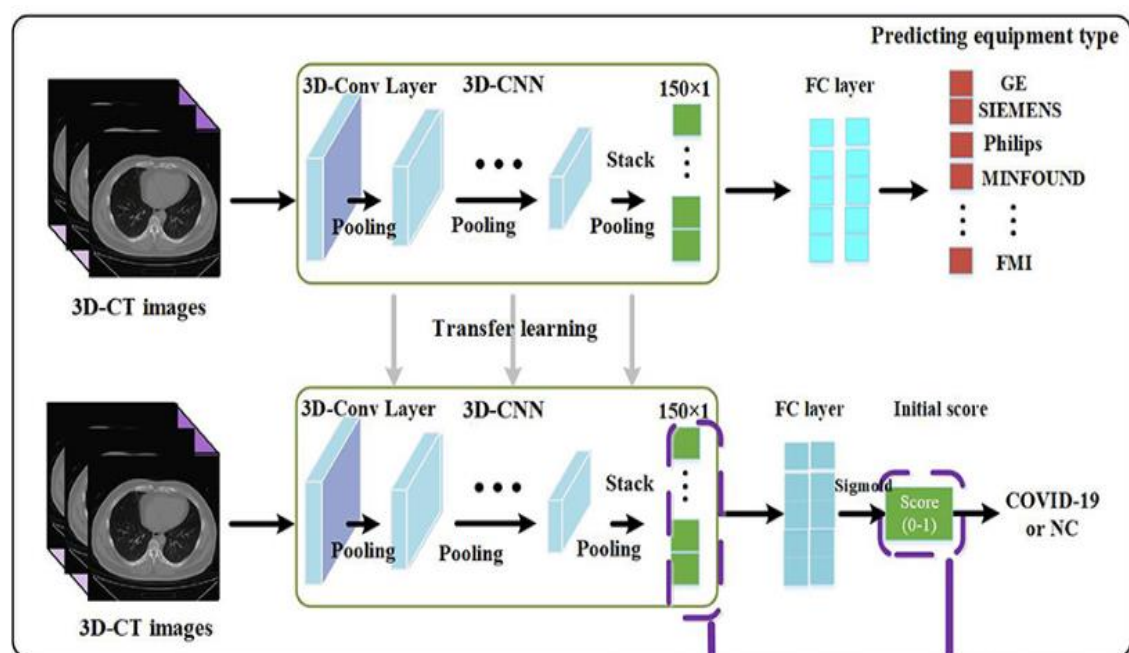 Predicting equipment type
3D-Conv Layer
3D-CNN
150×1
FC layer
GE
SIEMENS
Philips
MINFOUND
FMI
Stack
Pooling
Pooling
Pooling
3D-CT images
Transfer learning
3D-Conv Layer
3D-CNN
150×1
FC layer
Initial score
Stack
Sigmoid
Score
(0-1)
COVID-19
or NC
Pooling
Pooling
Pooling
3D-CT images